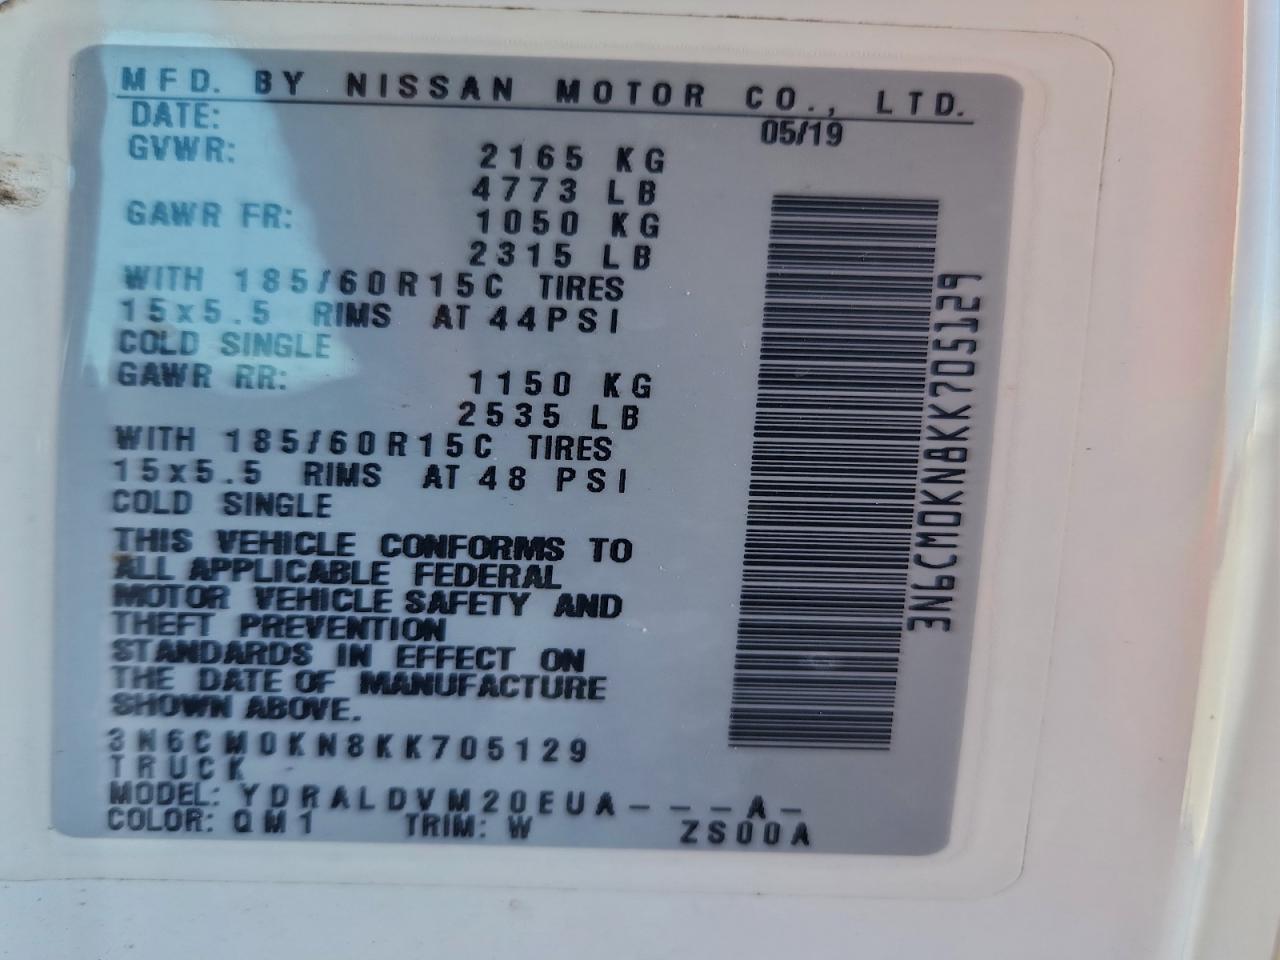 MFD. BY NISSAN MOTOR CO., LTD.
DATE: 05/19
GVWR: 2165 KG
4773 LB
GAWR FR: 1050 KG
2315 LB
WITH 185/60R15C TIRES
15x5.5 RIMS AT 44PSI
COLD SINGLE
GAWR RR: 1150 KG
2535 LB
WITH 185/60R15C TIRES
15x5.5 RIMS AT 48 PSI
COLD SINGLE
THIS VEHICLE CONFORMS TO
ALL APPLICABLE FEDERAL
MOTOR VEHICLE SAFETY AND
THEFT PREVENTION
STANDARDS IN EFFECT ON
THE DATE OF MANUFACTURE
SHOWN ABOVE.
3N6CM0KN8KK705129
TRUCK
MODEL: YDRALDVM20EUA---A-
COLOR: QM1 TRIM: W ZS00A
3N6CM0KN8KK705129